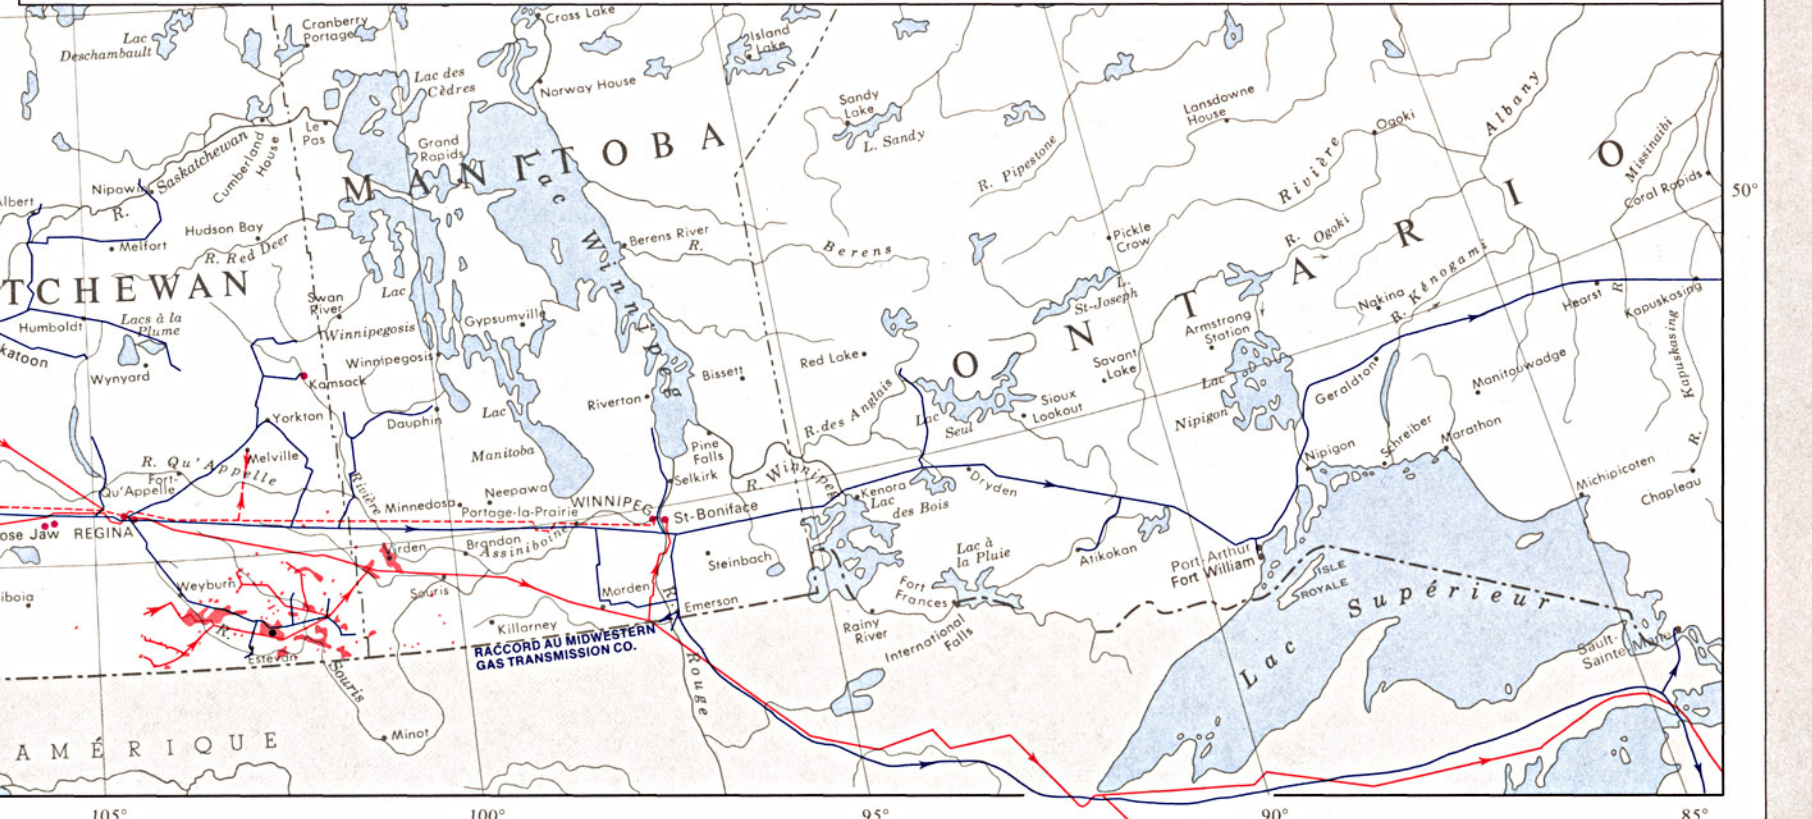 Cranberry
Portage
Cross Lake
Lac
Deschambault
Island
Lake
Lac des
Cèdres
Norway House
Sandy
Lake
L. Sandy
Lansdowne
House
Ogoki
Albany
Le
Pas
Grand
Rapids
MANITOBA
Saskatchewan
Cumberland
House
Nipawin
R.
R. Pipestone
Rivière
Missinaibi
Coral Rapids
50°
lbert
Melfort
Hudson Bay
R. Red Deer
Lac Winnipeg
Berens River
R.
Berens
Pickle
Crow
R. Ogoki
ONTARIO
TCHEWAN
Swan
River
Lac
Winnipegosis
Gypsumville
L.
St-Joseph
Nakina
R. Kénogami
Hearst
R.
Kapuskasing
Humboldt
Lacs à la
Plume
katoon
Wynyard
Winnipegosis
Red Lake
Armstrong
Station
Savant
Lake
Manitouwadge
Kapuskasing
Kamsack
Bissett
Riverton
R. des Anglais
Lac
Seul
Sioux
Lookout
Lac
Nipigon
Geraldton
Yorkton
Dauphin
Lac
Manitoba
Pine
Falls
Nipigon
Schreiber
Marathon
R.
Melville
R. Qu'Appelle
Fort-
Qu'Appelle
Rivière
Minnedosa
Neepawa
Portage-la-Prairie
WINNIPEG
Selkirk
St-Boniface
R. Winnipeg
Kenora
Lac
des Bois
Dryden
Michipicoten
Chapleau
ose Jaw
REGINA
Virden
Brandon
Assiniboine
Steinbach
Lac à
la Pluie
Atikokan
Port-Arthur
Fort William
ISLE
ROYALE
iboia
Weyburn
Souris
Morden
R.
Emerson
Fort
Frances
Lac Supérieur
R.
Estevan
Killarney
RACCORD AU MIDWESTERN
GAS TRANSMISSION CO.
Rainy
River
International
Falls
Sault-
Sainte-Marie
Souris
Rouge
Minot
AMÉRIQUE
105°
100°
95°
90°
85°